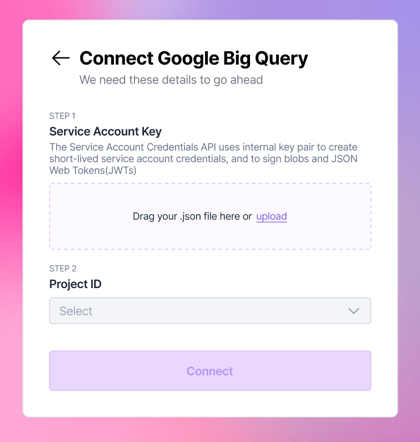 Connect Google Big Query
We need these details to go ahead
STEP 1
Service Account Key
The Service Account Credentials API uses internal key pair to create
short-lived service account credentials, and to sign blobs and JSON
Web Tokens(JWTs)
Drag your .json file here or upload
STEP 2
Project ID
Select
Connect